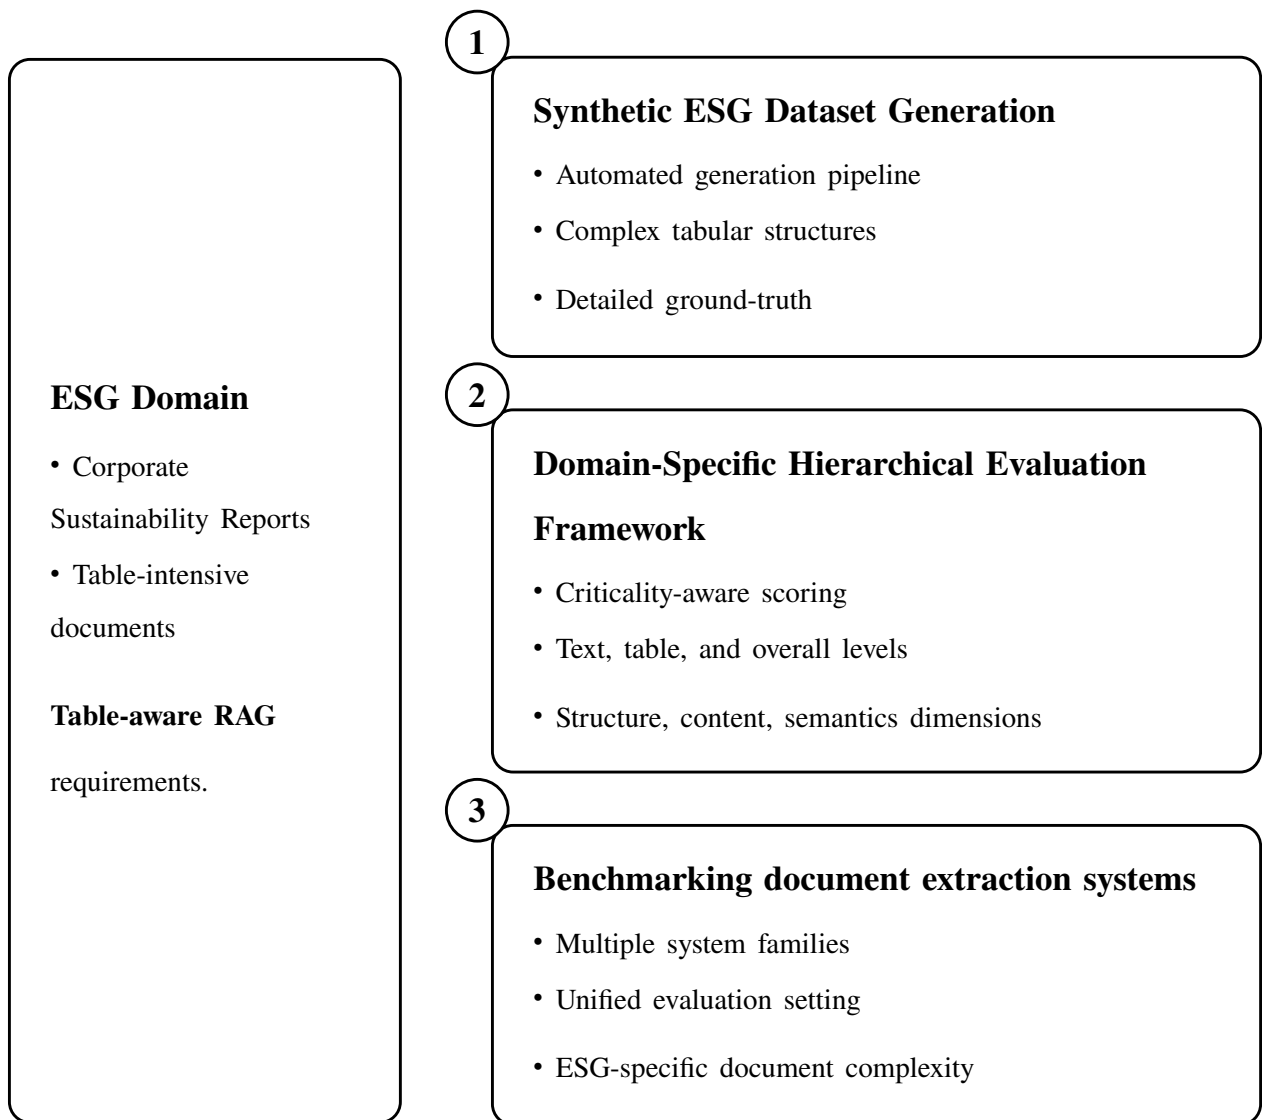 ESG Domain
• Corporate
Sustainability Reports
• Table-intensive
documents
Table-aware RAG
requirements.
1
Synthetic ESG Dataset Generation
• Automated generation pipeline
• Complex tabular structures
• Detailed ground-truth
2
Domain-Specific Hierarchical Evaluation
Framework
• Criticality-aware scoring
• Text, table, and overall levels
• Structure, content, semantics dimensions
3
Benchmarking document extraction systems
• Multiple system families
• Unified evaluation setting
• ESG-specific document complexity